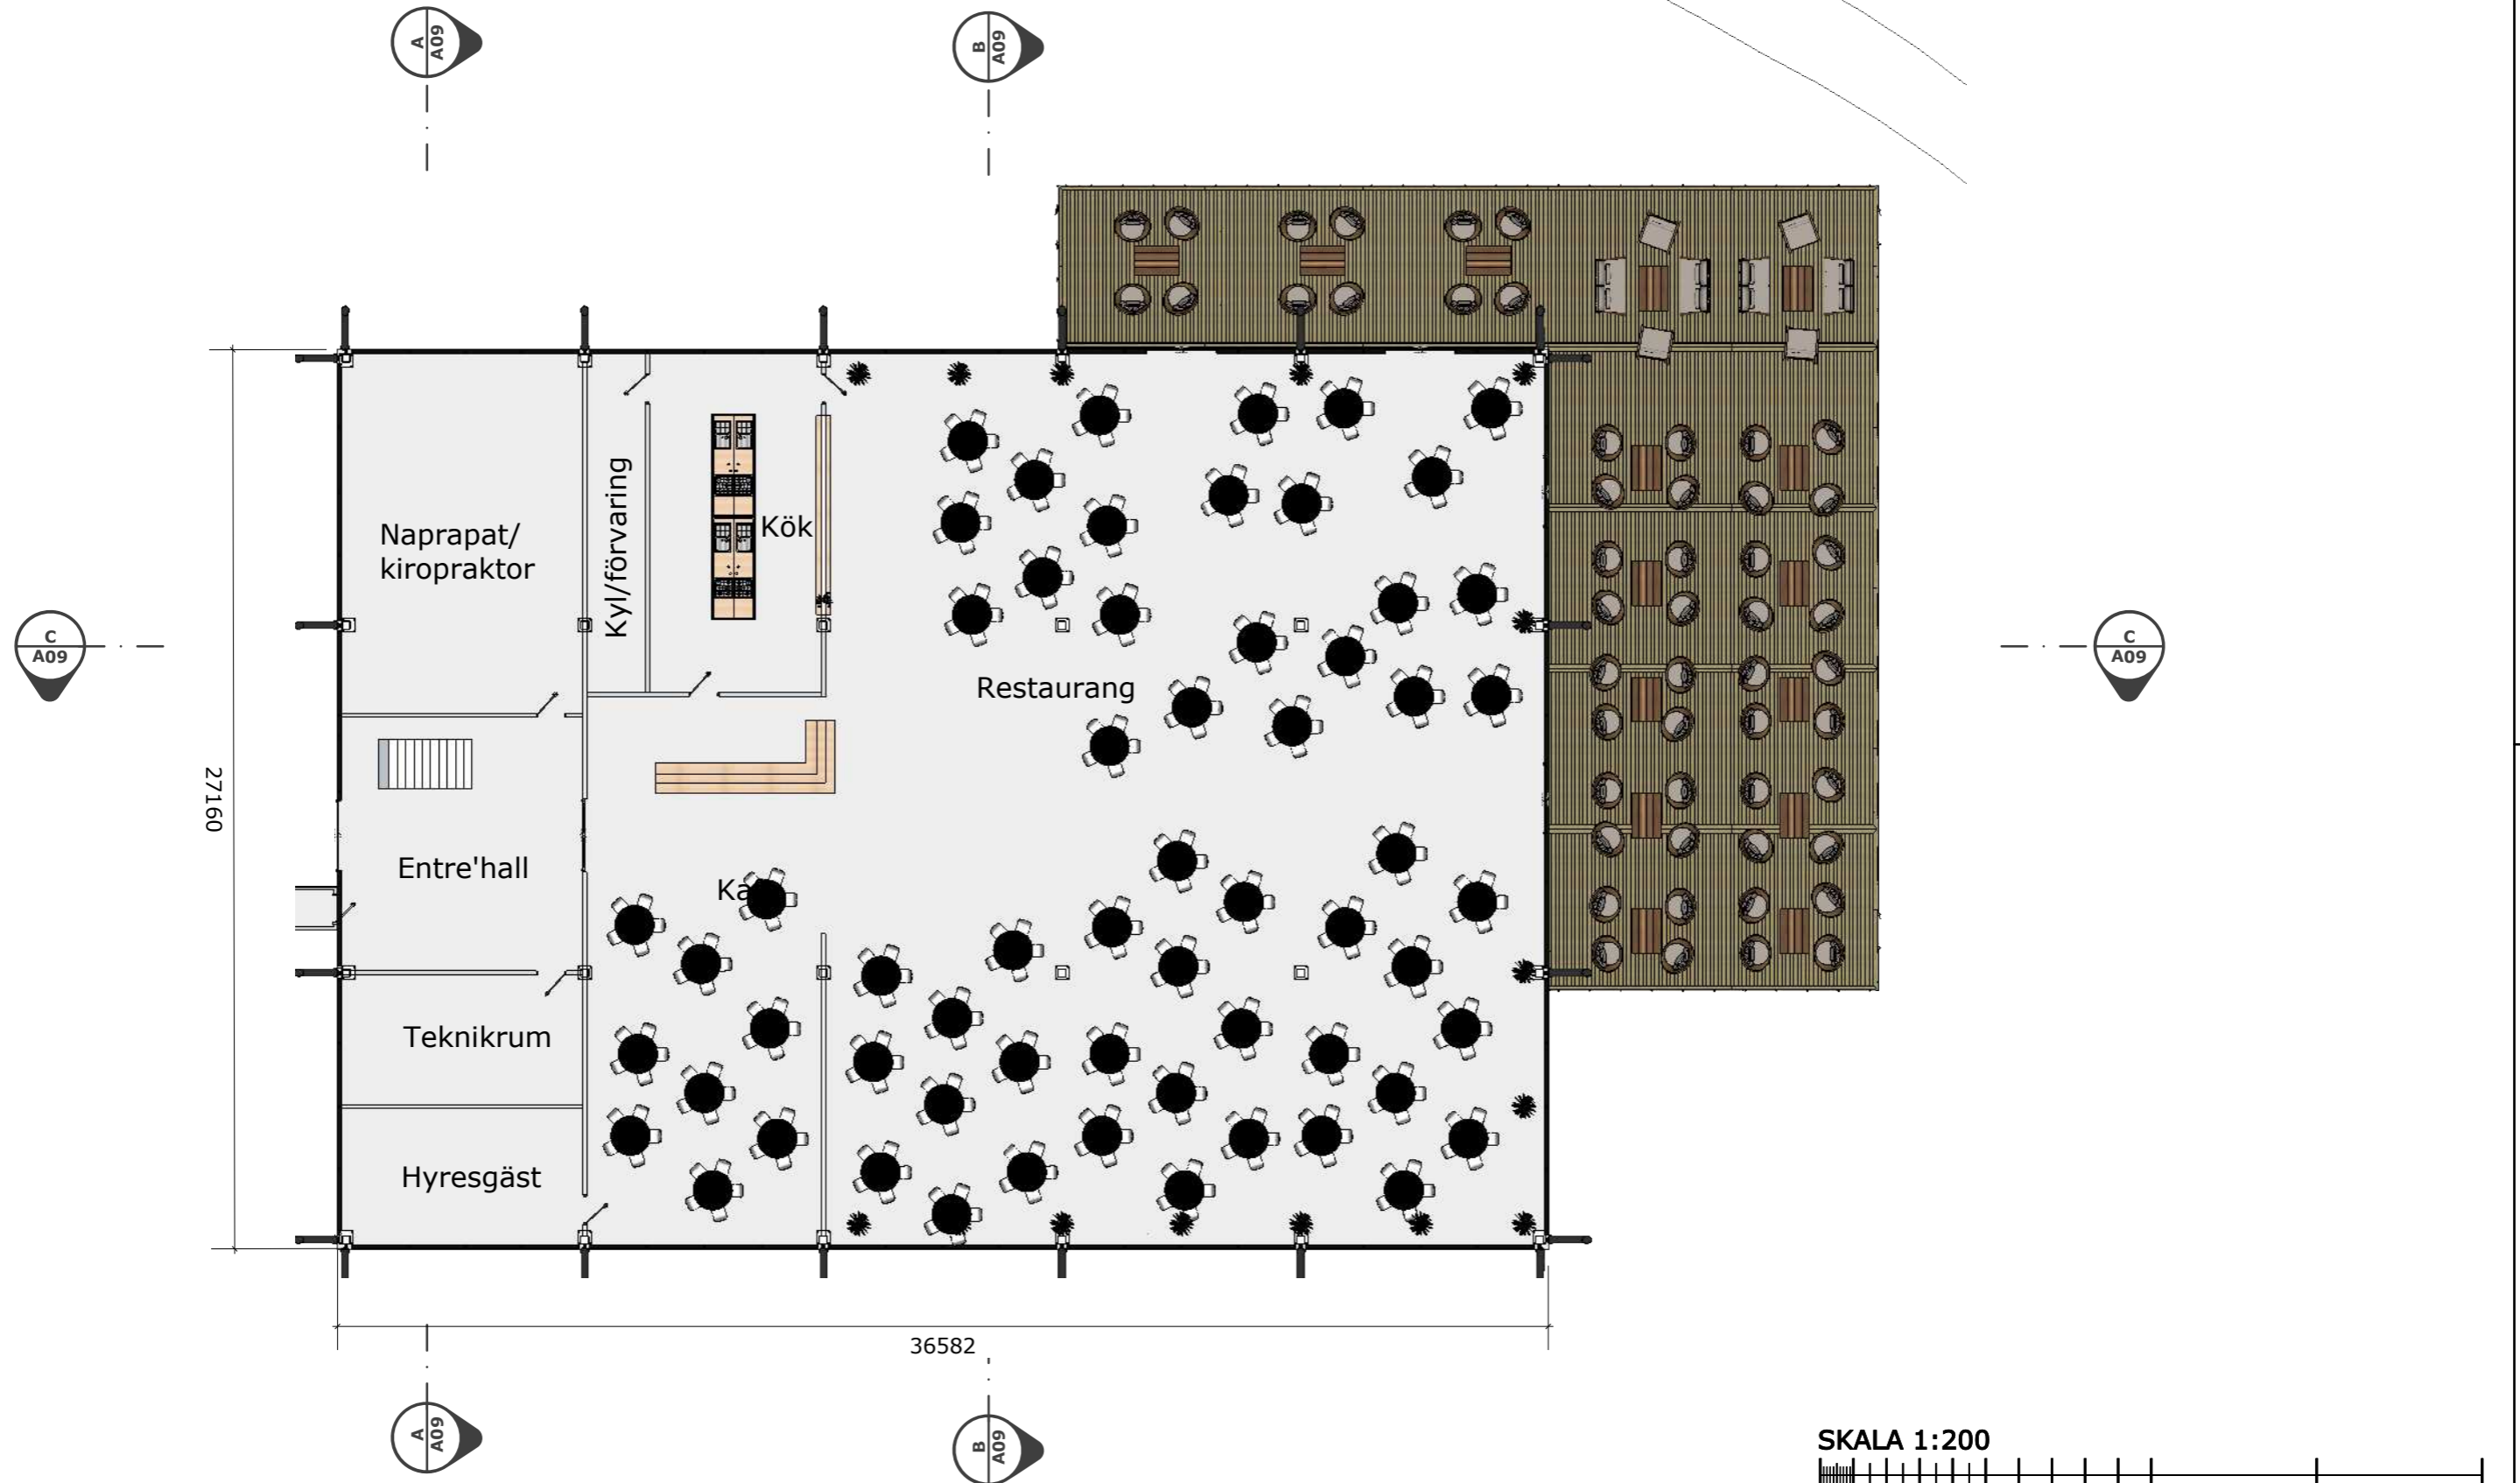 A
A09
B
A09
Naprapat/
kiropraktor
Kyl/förvaring
Kök
C
A09
C
A09
Restaurang
27160
Entre'hall
Ka
Teknikrum
Hyresgäst
36582
A
A09
B
A09
SKALA 1:200